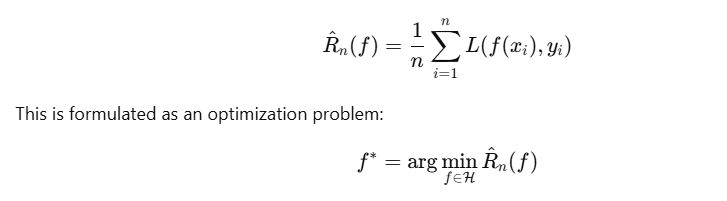 R̂ₙ(f) = 1/n ∑ᵢ₌₁ⁿ L(f(xᵢ), yᵢ)
This is formulated as an optimization problem:
f* = arg min_{f∈ℋ} R̂ₙ(f)